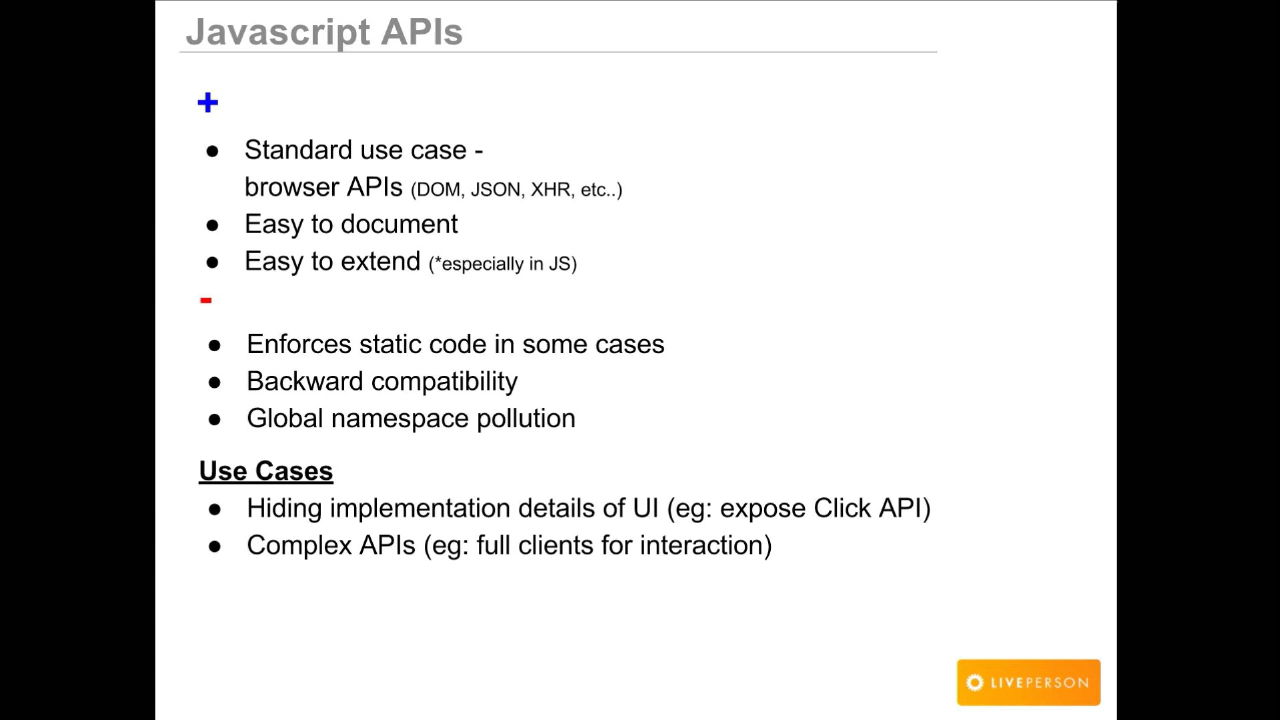 Javascript APIs
+
● Standard use case -
browser APIs (DOM, JSON, XHR, etc..)
● Easy to document
● Easy to extend (*especially in JS)
-
● Enforces static code in some cases
● Backward compatibility
● Global namespace pollution
Use Cases
● Hiding implementation details of UI (eg: expose Click API)
● Complex APIs (eg: full clients for interaction)
LIVEPERSON